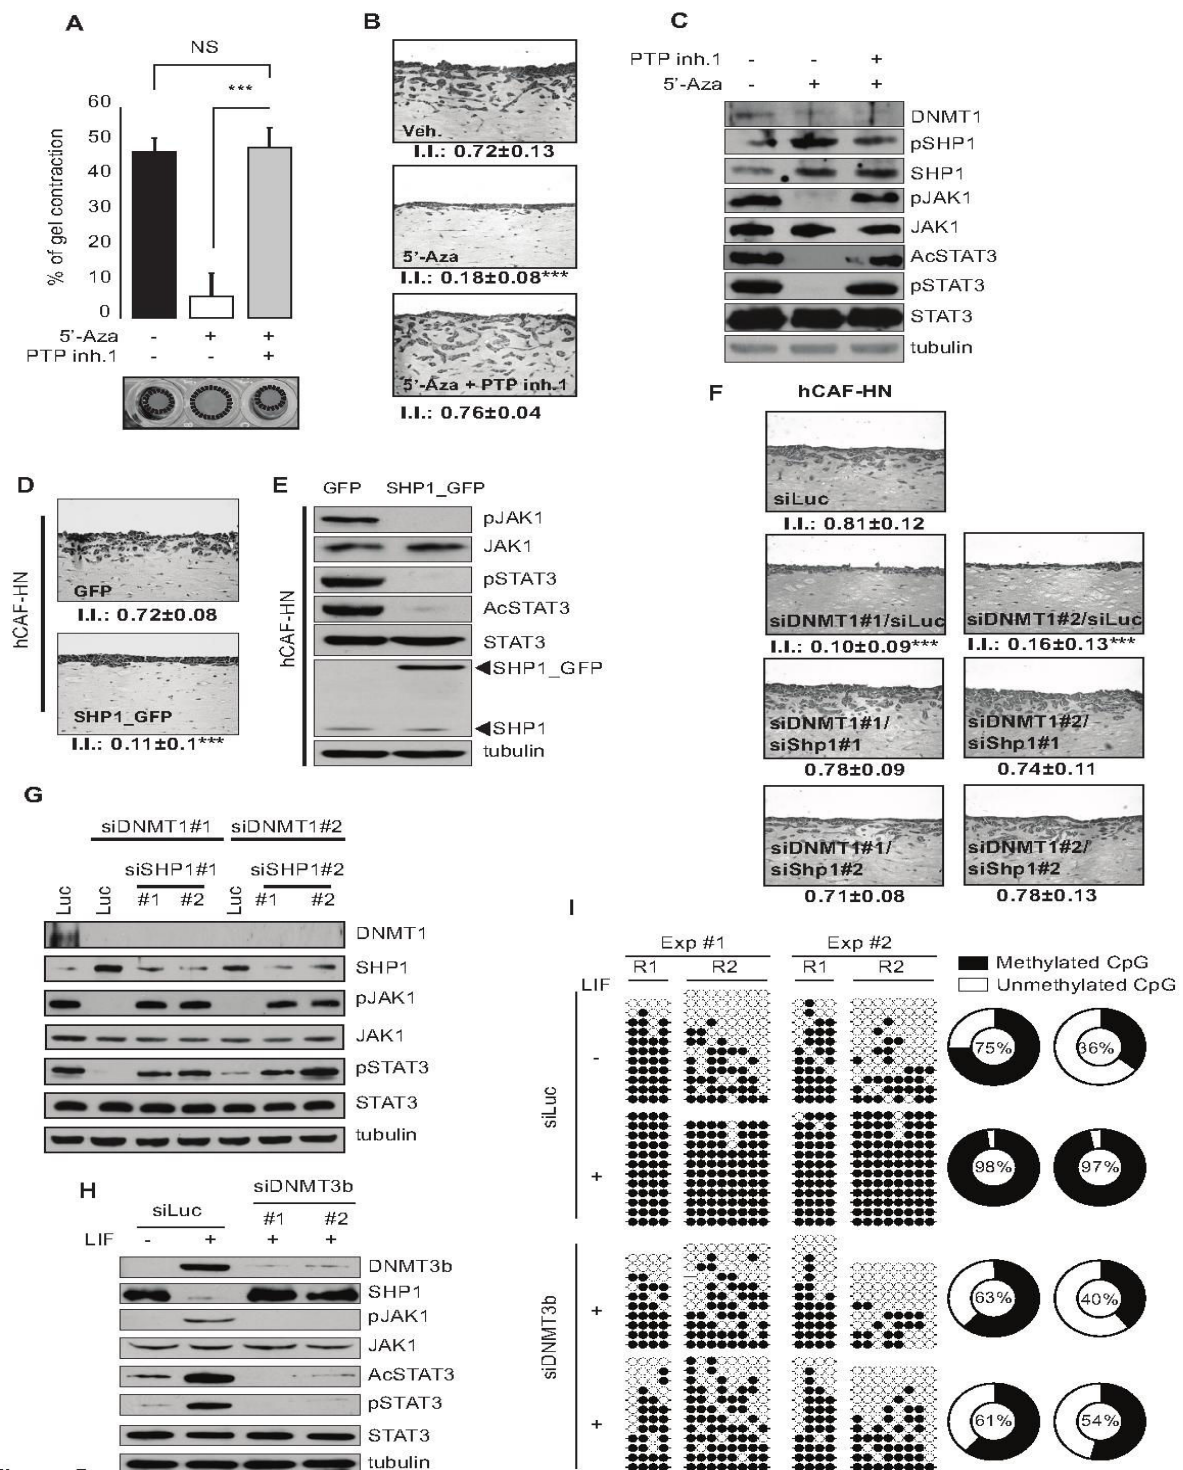 A
NS
***
% of gel contraction
60
50
40
30
20
10
0
5'-Aza - + +
PTP inh.1 - - +
B
Veh.
I.I.: 0.72±0.13
5'-Aza
I.I.: 0.18±0.08***
5'-Aza + PTP inh.1
I.I.: 0.76±0.04
C
PTP inh.1 - - +
5'-Aza - + +
DNMT1
pSHP1
SHP1
pJAK1
JAK1
AcSTAT3
pSTAT3
STAT3
tubulin
D
hCAF-HN
GFP
I.I.: 0.72±0.08
SHP1_GFP
I.I.: 0.11±0.1***
E
GFP SHP1_GFP
hCAF-HN
pJAK1
JAK1
pSTAT3
AcSTAT3
STAT3
SHP1_GFP
SHP1
tubulin
F
hCAF-HN
siLuc
I.I.: 0.81±0.12
siDNMT1#1/siLuc
I.I.: 0.10±0.09***
siDNMT1#2/siLuc
I.I.: 0.16±0.13***
siDNMT1#1/
siShp1#1
0.78±0.09
siDNMT1#2/
siShp1#1
0.74±0.11
siDNMT1#1/
siShp1#2
0.71±0.08
siDNMT1#2/
siShp1#2
0.78±0.13
G
siDNMT1#1 siDNMT1#2
siSHP1#1 siSHP1#2
Luc Luc #1 #2 Luc #1 #2
DNMT1
SHP1
pJAK1
JAK1
pSTAT3
STAT3
tubulin
H
siLuc siDNMT3b
#1 #2
LIF - + + +
DNMT3b
SHP1
pJAK1
JAK1
AcSTAT3
pSTAT3
STAT3
tubulin
I
Exp #1 Exp #2
R1 R2 R1 R2
LIF
Methylated CpG
Unmethylated CpG
siLuc
- 75% 36%
+ 98% 97%
siDNMT3b
+ 63% 40%
+ 61% 54%